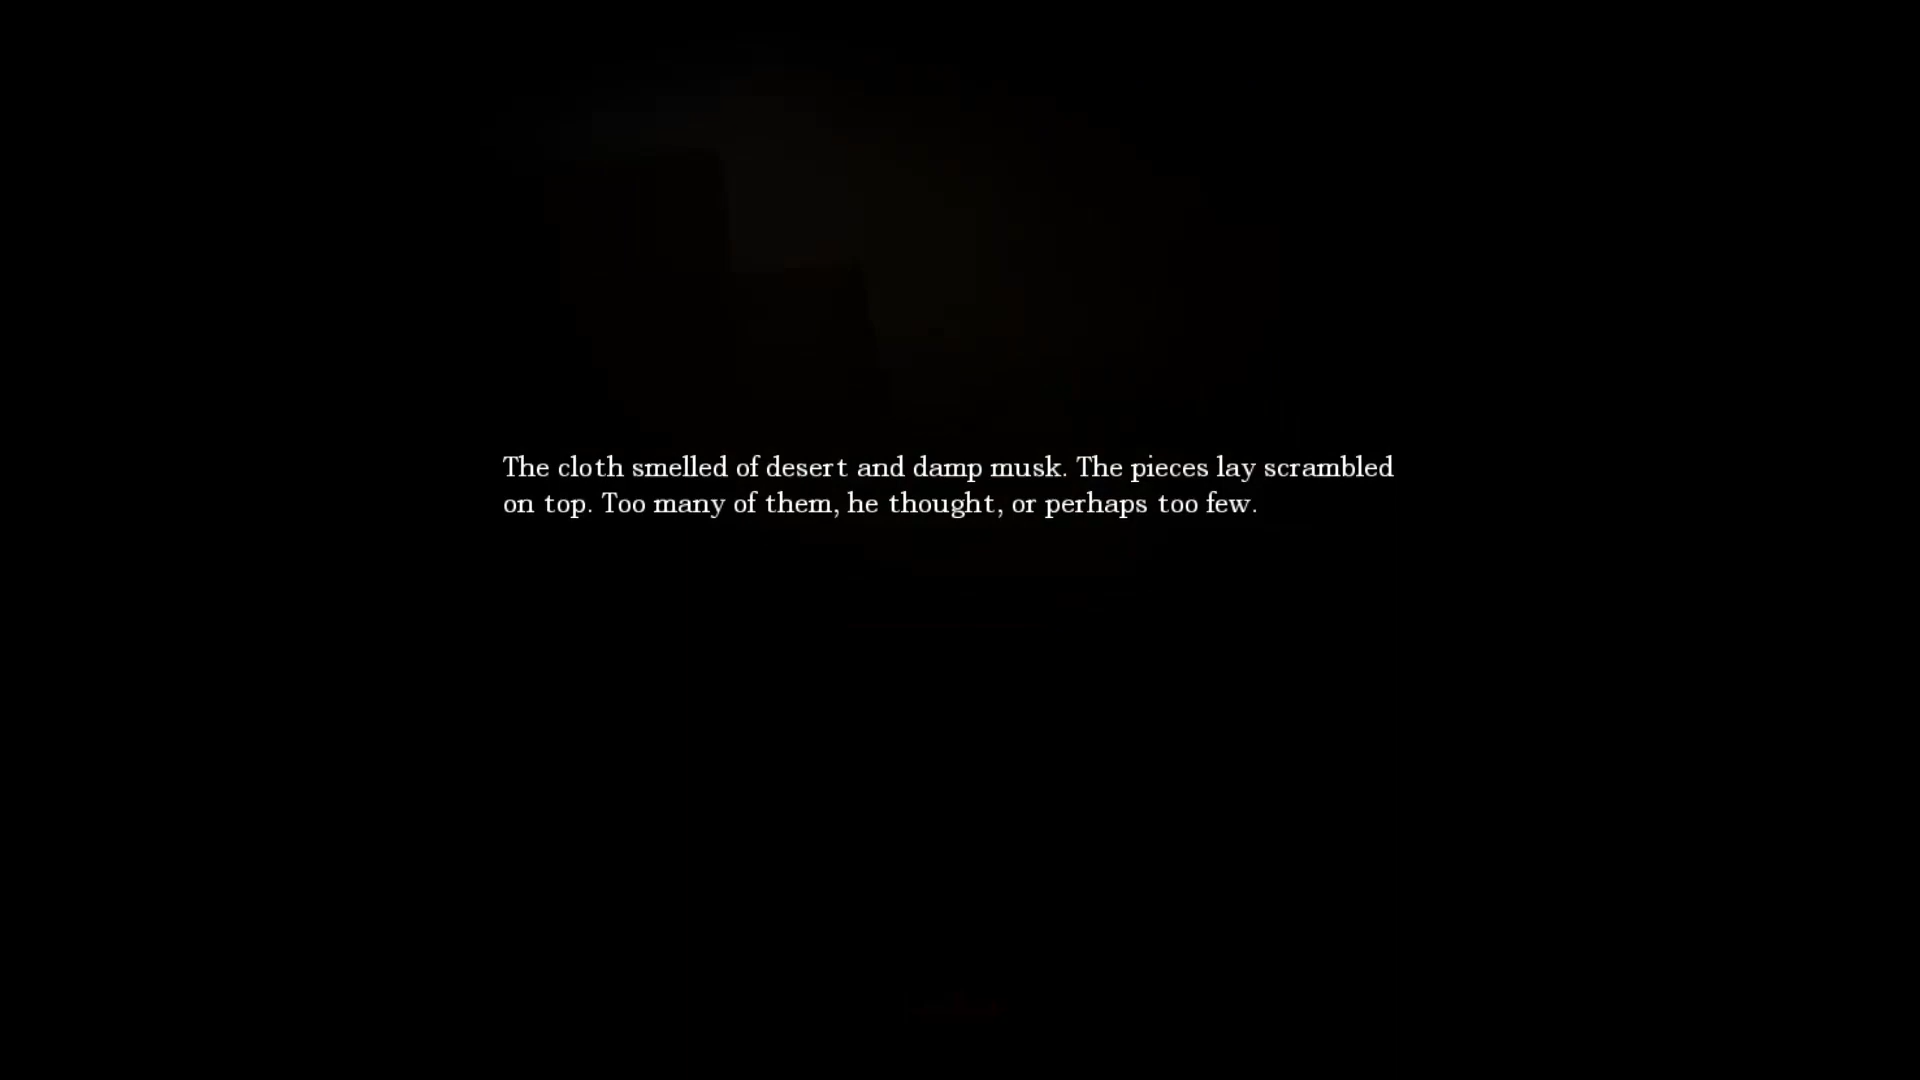 The cloth smelled of desert and damp musk. The pieces lay scrambled
on top. Too many of them, he thought, or perhaps too few.